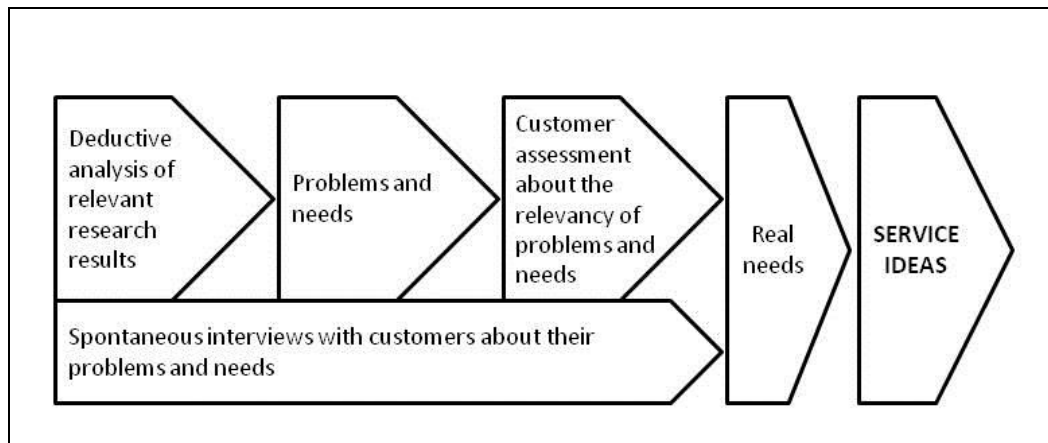 Deductive
analysis of
relevant
research
results
Problems and
needs
Customer
assessment
about the
relevancy of
problems and
needs
Real
needs
SERVICE
IDEAS
Spontaneous interviews with customers about their
problems and needs